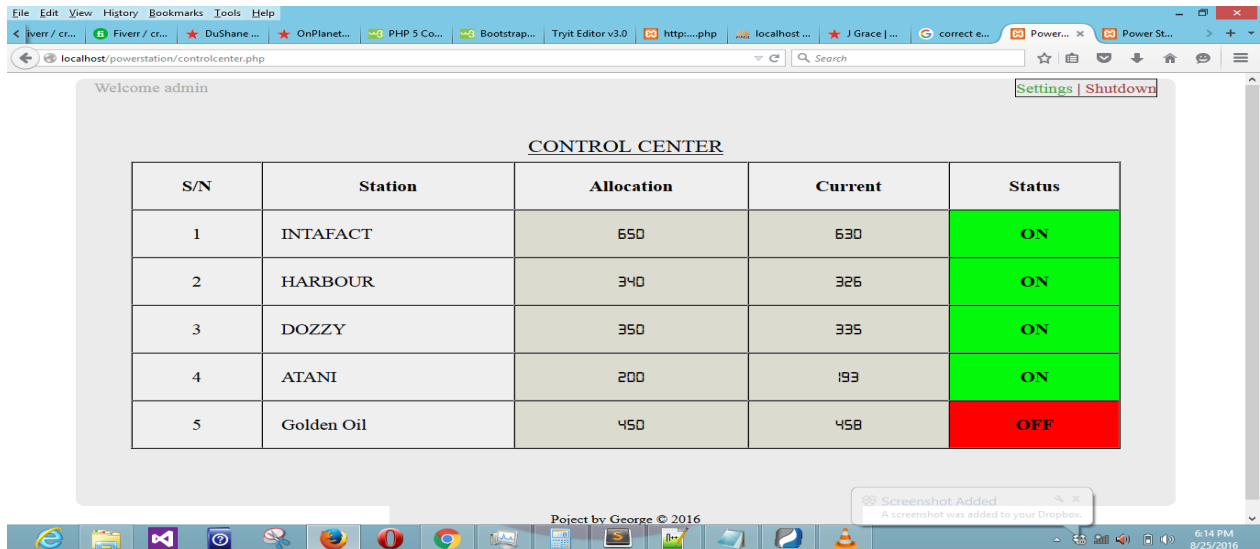 File Edit View History Bookmarks Tools Help
iverr / cr... Fiverr / cr... DuShane ... OnPlanet... PHP 5 Co... Bootstrap... Tryit Editor v3.0 http:....php localhost ... J Grace | ... correct e... Power... Power St...
localhost/powerstation/controlcenter.php Search
Welcome admin Settings | Shutdown
CONTROL CENTER
S/N Station Allocation Current Status
1 INTAFACT 650 630 ON
2 HARBOUR 340 326 ON
3 DOZZY 350 335 ON
4 ATANI 200 193 ON
5 Golden Oil 450 458 OFF
Screenshot Added
A screenshot was added to your Dropbox.
Poject by George © 2016
6:14 PM
8/25/2016